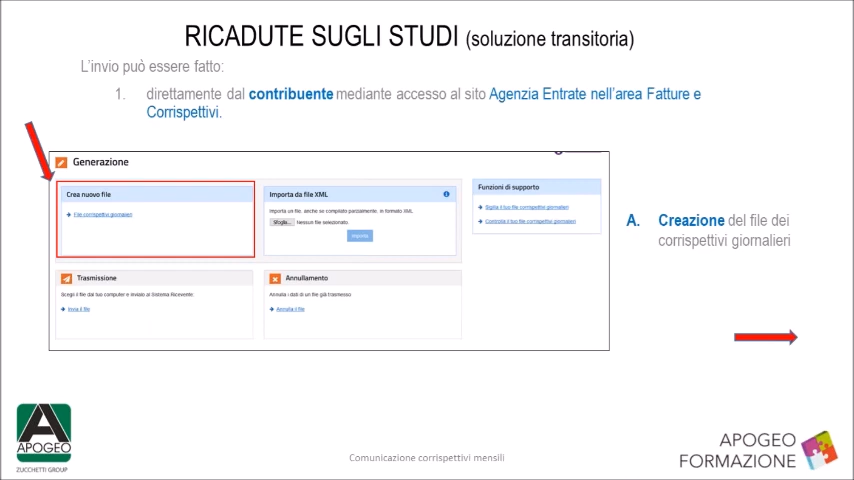 RICADUTE SUGLI STUDI (soluzione transitoria)
L'invio può essere fatto:
1. direttamente dal contribuente mediante accesso al sito Agenzia Entrate nell'area Fatture e
Corrispettivi.
Generazione
Crea nuovo file
File corrispettivi giornalieri
Importa da file XML
Importa un file, anche se compilato parzialmente, in formato XML
Sfoglia... Nessun file selezionato.
Importa
Funzioni di supporto
Sigilla il tuo file corrispettivi giornalieri
Controlla il tuo file corrispettivi giornalieri
Trasmissione
Scegli il file dal tuo computer e invialo al Sistema Ricevente.
Invia il file
Annullamento
Annulla i dati di un file già trasmesso
Annulla il file
A. Creazione del file dei
corrispettivi giornalieri
APOGEO
ZUCCHETTI GROUP
Comunicazione corrispettivi mensili
APOGEO
FORMAZIONE